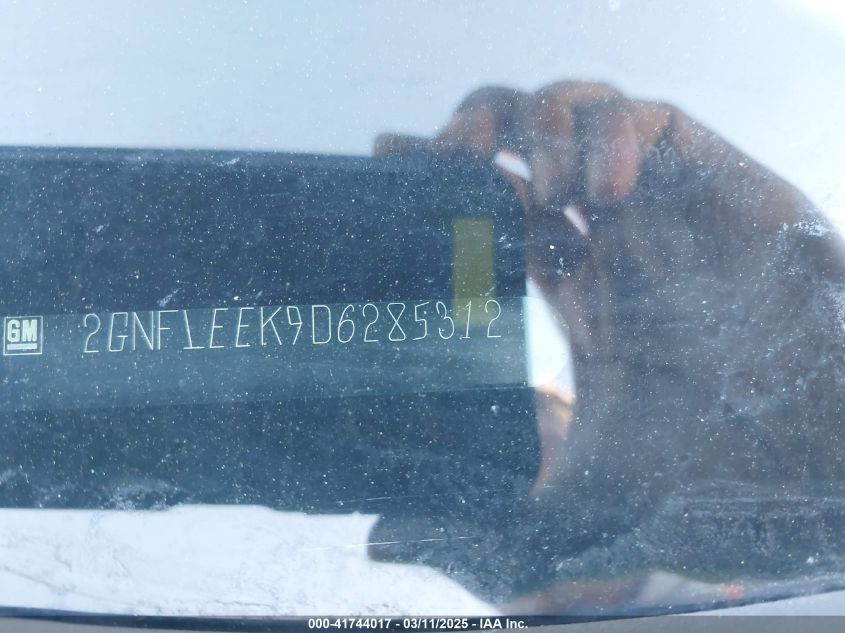 GM 2GNFLEEK9D6285312
000-41744017 - 03/11/2025 - IAA Inc.